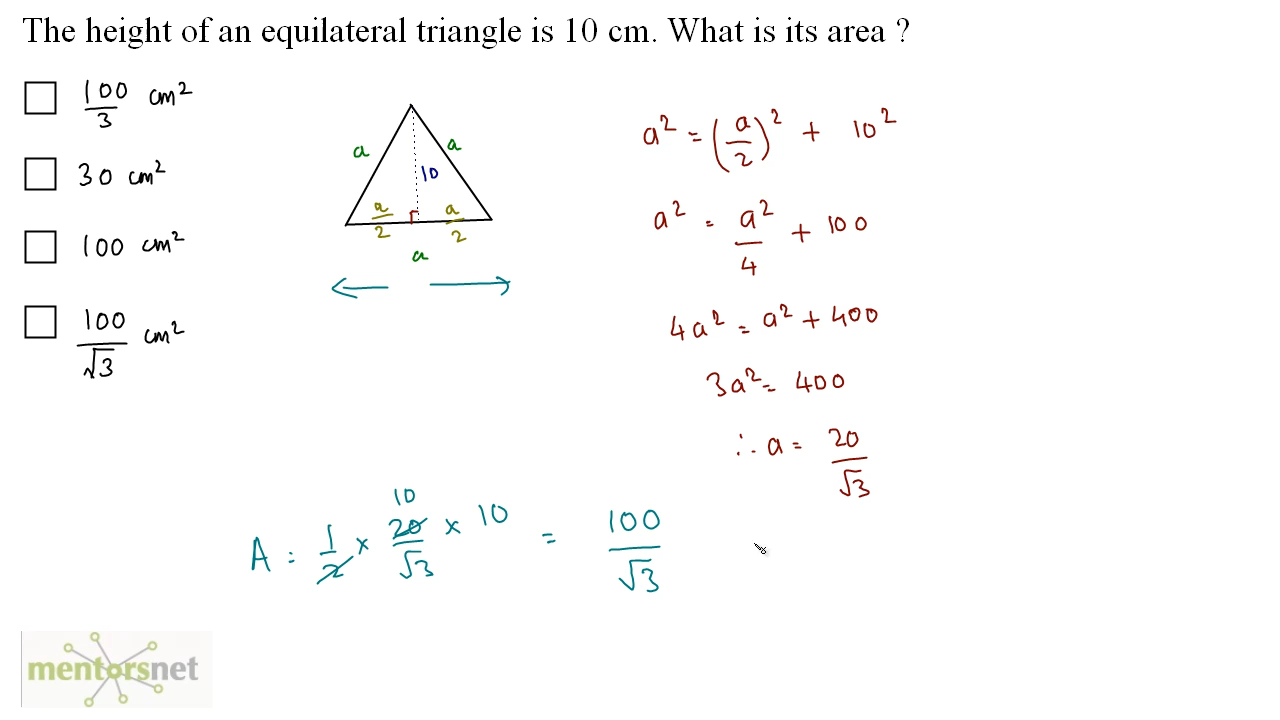 The height of an equilateral triangle is 10 cm. What is its area ?
100/3 cm²
30 cm²
100 cm²
100/√3 cm²
a a
10
a/2 a/2
a
a² = (a/2)² + 10²
a² = a²/4 + 100
4a² = a² + 400
3a² = 400
∴ a = 20/√3
10
A = 1/2 × 20/√3 × 10 = 100/√3
mentorsnet